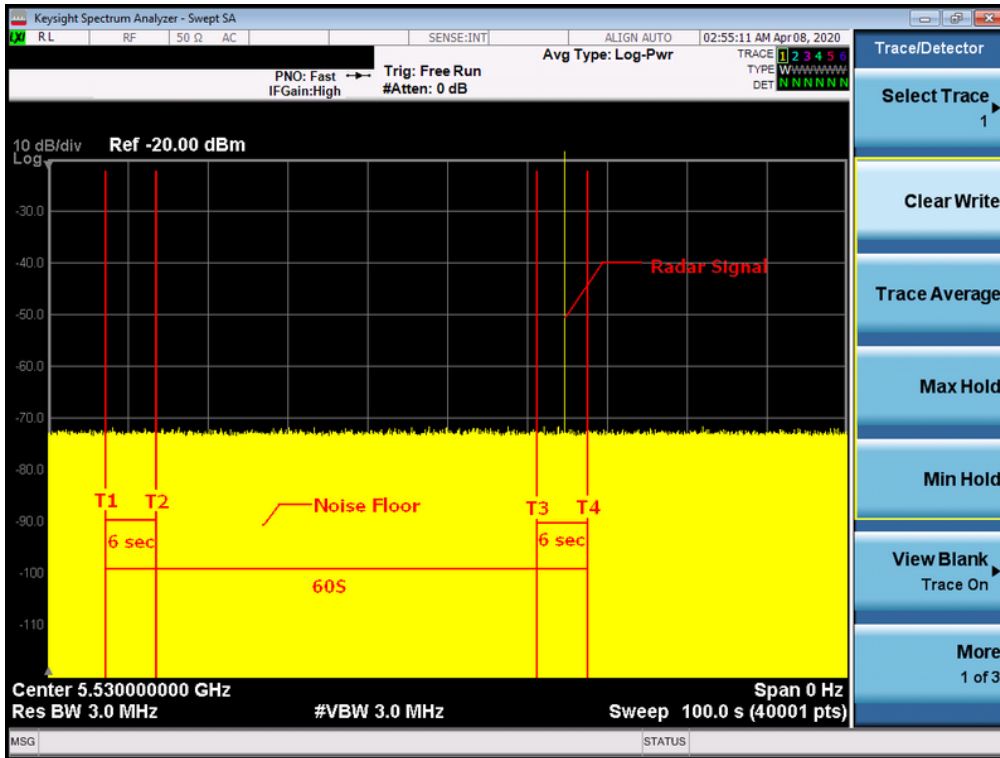 Keysight Spectrum Analyzer - Swept SA
LXI RL RF 50 Ω AC SENSE:INT ALIGN AUTO 02:55:11 AM Apr 08, 2020
PNO: Fast Trig: Free Run Avg Type: Log-Pwr TRACE 1 2 3 4 5 6
IFGain:High #Atten: 0 dB TYPE WWWWWW
DET N N N N N N
10 dB/div Ref -20.00 dBm
Log
-30.0
-40.0
Radar Signal
-50.0
-60.0
-70.0
-80.0
T1 T2 Noise Floor T3 T4
-90.0
6 sec 6 sec
-100
60S
-110
Center 5.530000000 GHz Span 0 Hz
Res BW 3.0 MHz #VBW 3.0 MHz Sweep 100.0 s (40001 pts)
MSG STATUS
Trace/Detector
Select Trace
1
Clear Write
Trace Average
Max Hold
Min Hold
View Blank
Trace On
More
1 of 3